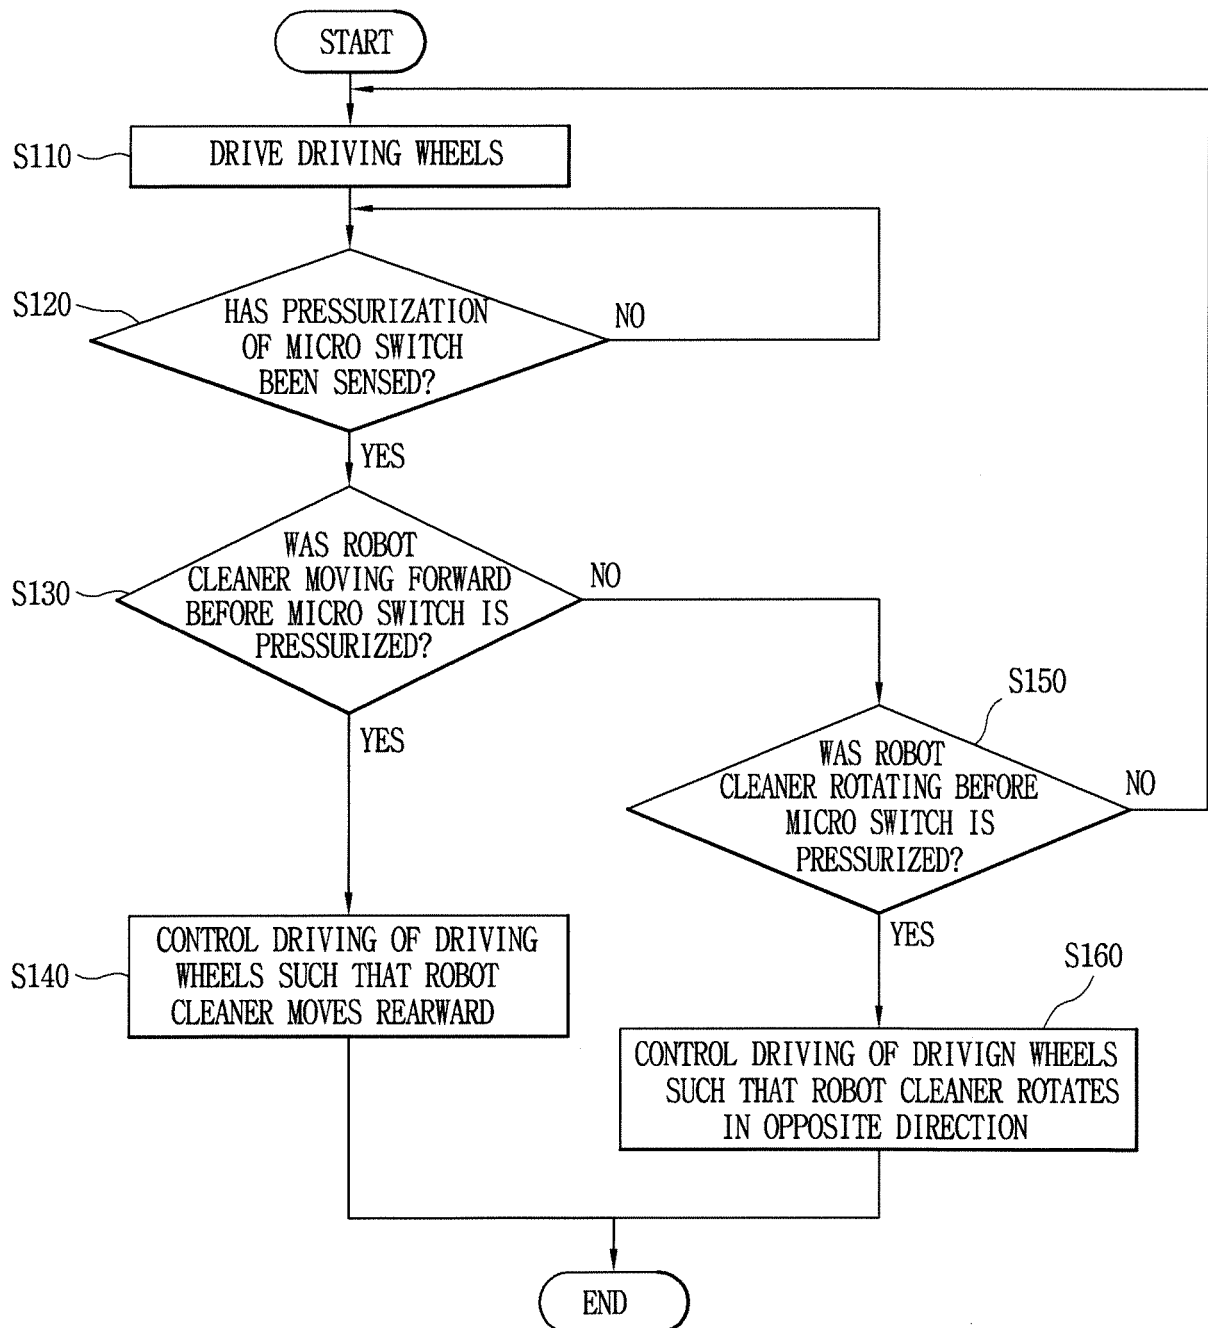 START
S110
DRIVE DRIVING WHEELS
S120
HAS PRESSURIZATION
OF MICRO SWITCH
BEEN SENSED?
NO
YES
S130
WAS ROBOT
CLEANER MOVING FORWARD
BEFORE MICRO SWITCH IS
PRESSURIZED?
NO
YES
S150
WAS ROBOT
CLEANER ROTATING BEFORE
MICRO SWITCH IS
PRESSURIZED?
NO
YES
S140
CONTROL DRIVING OF DRIVING
WHEELS SUCH THAT ROBOT
CLEANER MOVES REARWARD
S160
CONTROL DRIVING OF DRIVIGN WHEELS
SUCH THAT ROBOT CLEANER ROTATES
IN OPPOSITE DIRECTION
END